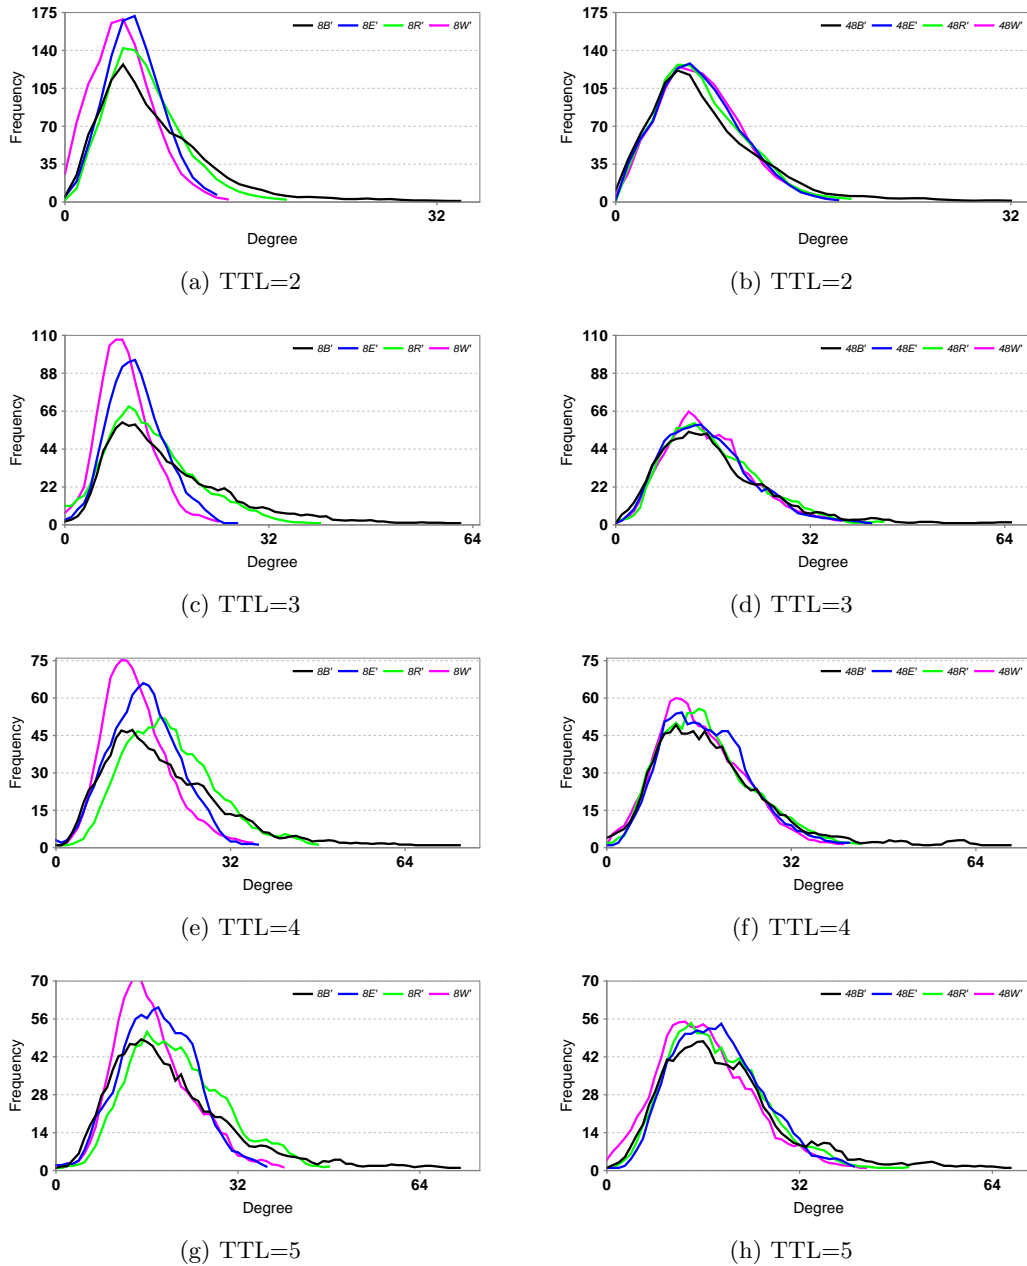 175
140
105
70
35
0
Frequency
8B' 8E' 8R' 8W'
0 32
Degree
(a) TTL=2
175
140
105
70
35
0
Frequency
48B' 48E' 48R' 48W'
0 32
Degree
(b) TTL=2
110
88
66
44
22
0
Frequency
8B' 8E' 8R' 8W'
0 32 64
Degree
(c) TTL=3
110
88
66
44
22
0
Frequency
48B' 48E' 48R' 48W'
0 32 64
Degree
(d) TTL=3
75
60
45
30
15
0
Frequency
8B' 8E' 8R' 8W'
0 32 64
Degree
(e) TTL=4
75
60
45
30
15
0
Frequency
48B' 48E' 48R' 48W'
0 32 64
Degree
(f) TTL=4
70
56
42
28
14
0
Frequency
8B' 8E' 8R' 8W'
0 32 64
Degree
(g) TTL=5
70
56
42
28
14
0
Frequency
48B' 48E' 48R' 48W'
0 32 64
Degree
(h) TTL=5